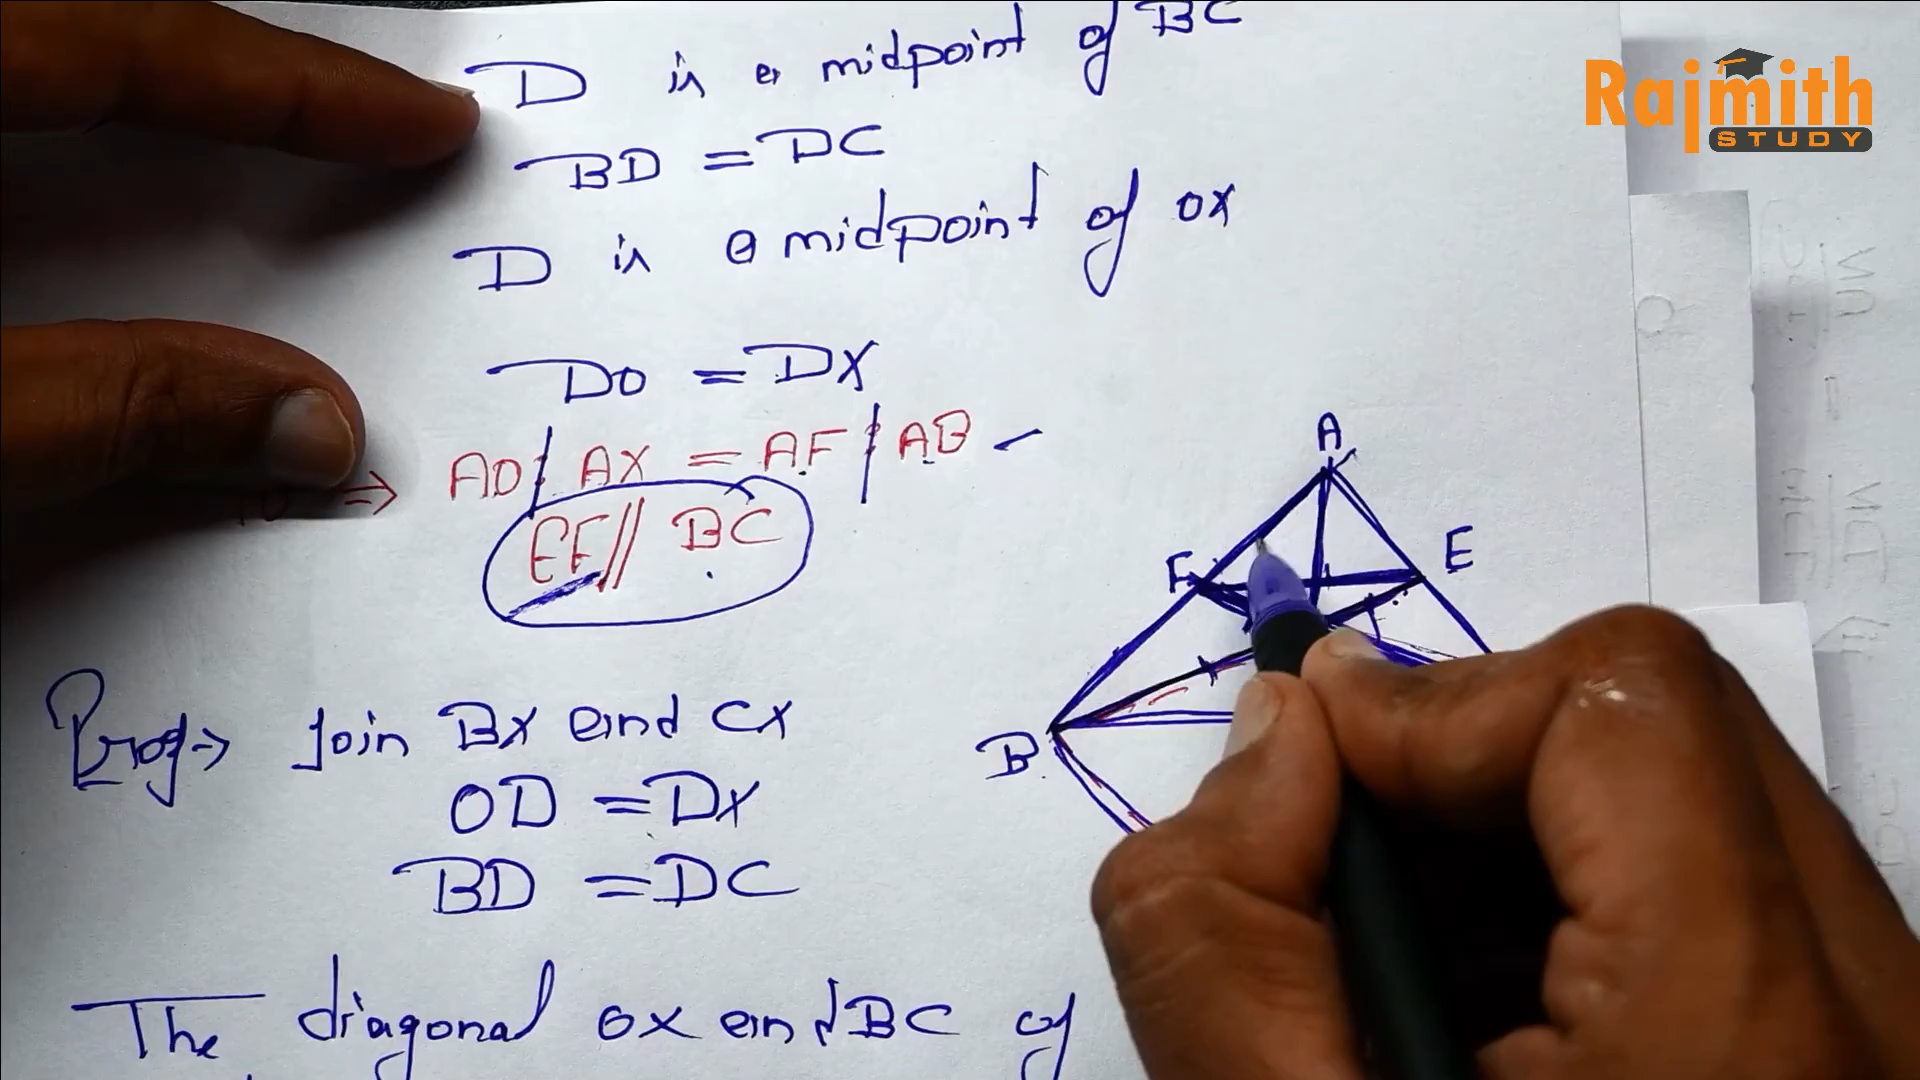 Rajmith
STUDY
D is a midpoint of BC
BD = DC
D is a midpoint of OX
DO = DX
⇒ AO / AX = AF / AB
EF // BC
A
F
E
B
Proof → Join BX and CX
OD = DX
BD = DC
The diagonal OX and BC of